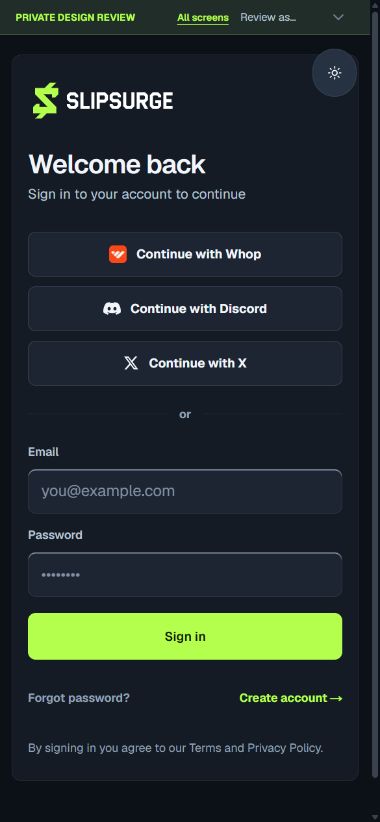 PRIVATE DESIGN REVIEW All screens Review as...
SLIPSURGE
Welcome back
Sign in to your account to continue
Continue with Whop
Continue with Discord
Continue with X
or
Email
you@example.com
Password
••••••••
Sign in
Forgot password? Create account →
By signing in you agree to our Terms and Privacy Policy.